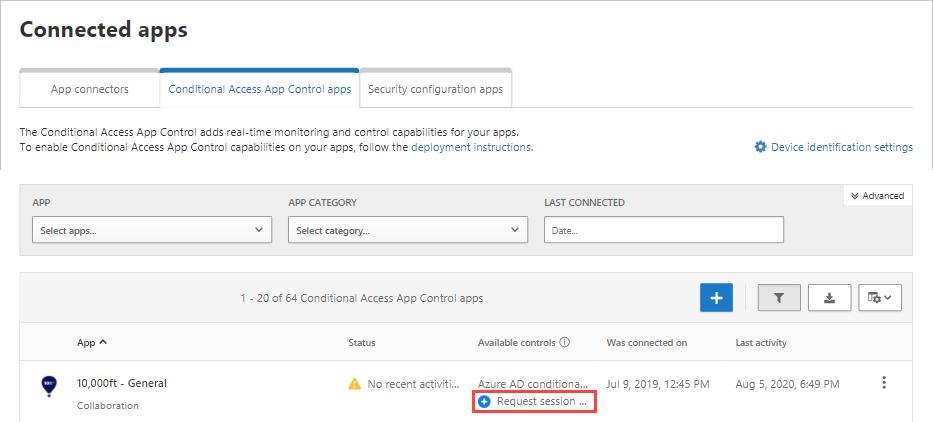 Connected apps
App connectors
Conditional Access App Control apps
Security configuration apps
The Conditional Access App Control adds real-time monitoring and control capabilities for your apps.
To enable Conditional Access App Control capabilities on your apps, follow the deployment instructions.
Device identification settings
Advanced
APP
APP CATEGORY
LAST CONNECTED
Select apps...
Select category...
Date...
1 - 20 of 64 Conditional Access App Control apps
App
Status
Available controls
Was connected on
Last activity
10,000ft - General
No recent activiti...
Azure AD conditiona...
Jul 9, 2019, 12:45 PM
Aug 5, 2020, 6:49 PM
Collaboration
Request session ...